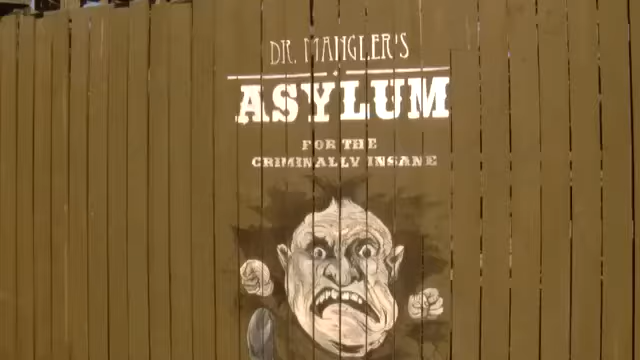 DR. MANGLER'S
ASYLUM
FOR THE
CRIMINALLY INSANE